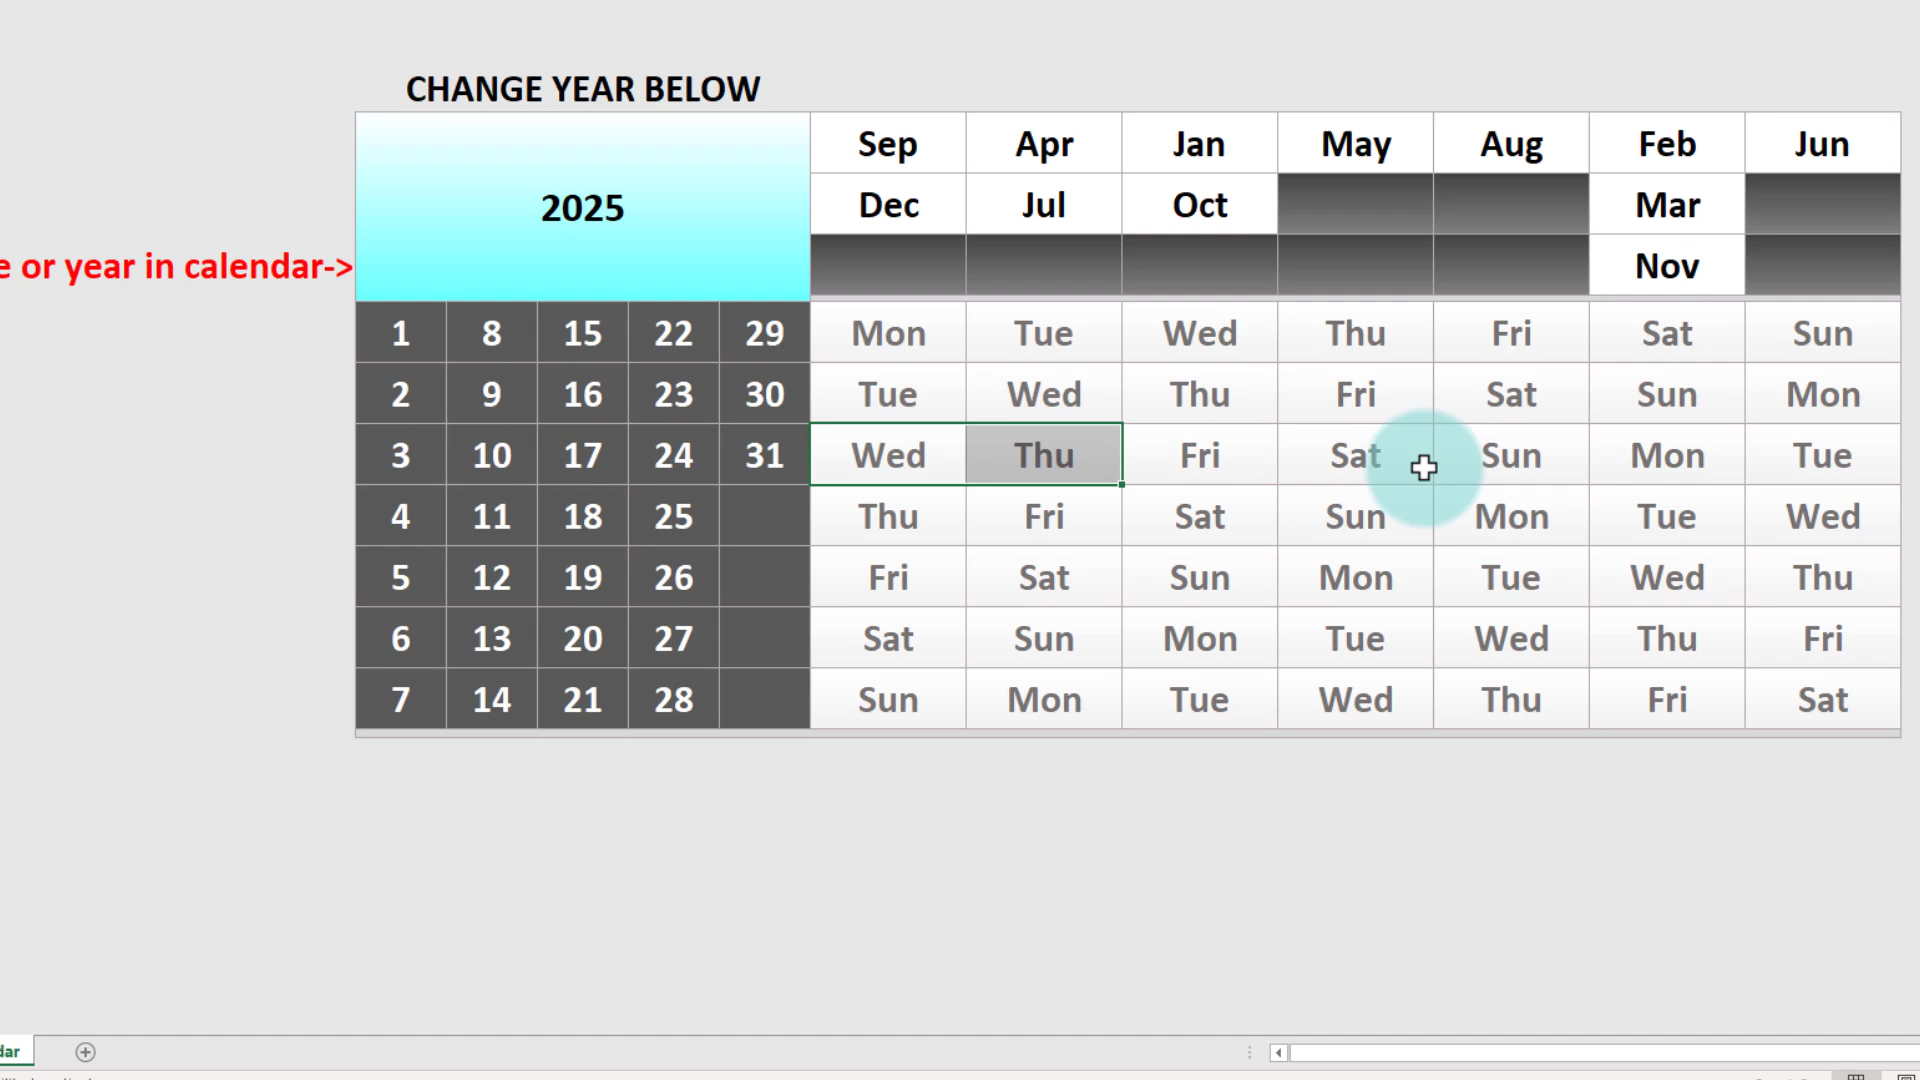 CHANGE YEAR BELOW
2025 Sep Apr Jan May Aug Feb Jun
Dec Jul Oct Mar
e or year in calendar-> Nov
1 8 15 22 29 Mon Tue Wed Thu Fri Sat Sun
2 9 16 23 30 Tue Wed Thu Fri Sat Sun Mon
3 10 17 24 31 Wed Thu Fri Sat Sun Mon Tue
4 11 18 25 Thu Fri Sat Sun Mon Tue Wed
5 12 19 26 Fri Sat Sun Mon Tue Wed Thu
6 13 20 27 Sat Sun Mon Tue Wed Thu Fri
7 14 21 28 Sun Mon Tue Wed Thu Fri Sat
dar